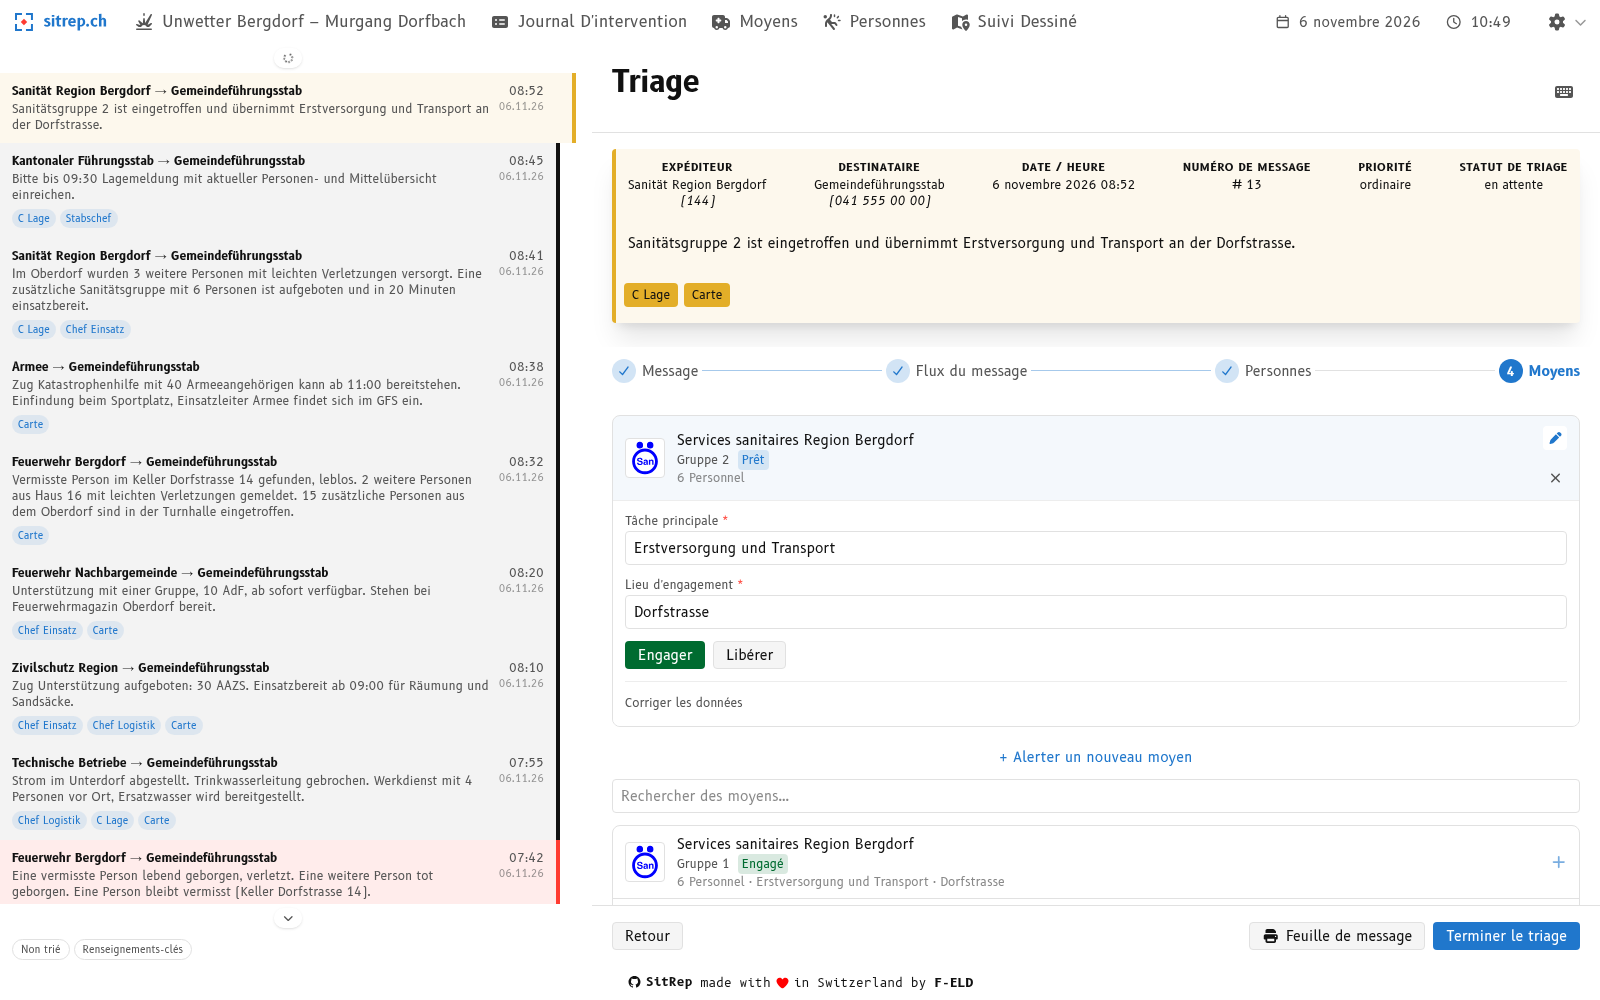 sitrep.ch
Unwetter Bergdorf – Murgang Dorfbach
Journal D'intervention
Moyens
Personnes
Suivi Dessiné
6 novembre 2026
10:49
Sanität Region Bergdorf → Gemeindeführungsstab
08:52
Sanitätsgruppe 2 ist eingetroffen und übernimmt Erstversorgung und Transport an
06.11.26
der Dorfstrasse.
Kantonaler Führungsstab → Gemeindeführungsstab
08:45
Bitte bis 09:30 Lagemeldung mit aktueller Personen- und Mittelübersicht
06.11.26
einreichen.
C Lage
Stabschef
Sanität Region Bergdorf → Gemeindeführungsstab
08:41
Im Oberdorf wurden 3 weitere Personen mit leichten Verletzungen versorgt. Eine
06.11.26
zusätzliche Sanitätsgruppe mit 6 Personen ist aufgeboten und in 20 Minuten
einsatzbereit.
C Lage
Chef Einsatz
Armee → Gemeindeführungsstab
08:38
Zug Katastrophenhilfe mit 40 Armeeangehörigen kann ab 11:00 bereitstehen.
06.11.26
Einfindung beim Sportplatz, Einsatzleiter Armee findet sich im GFS ein.
Carte
Feuerwehr Bergdorf → Gemeindeführungsstab
08:32
Vermisste Person im Keller Dorfstrasse 14 gefunden, leblos. 2 weitere Personen
06.11.26
aus Haus 16 mit leichten Verletzungen gemeldet. 15 zusätzliche Personen aus
dem Oberdorf sind in der Turnhalle eingetroffen.
Carte
Feuerwehr Nachbargemeinde → Gemeindeführungsstab
08:20
Unterstützung mit einer Gruppe, 10 AdF, ab sofort verfügbar. Stehen bei
06.11.26
Feuerwehrmagazin Oberdorf bereit.
Chef Einsatz
Carte
Zivilschutz Region → Gemeindeführungsstab
08:10
Zug Unterstützung aufgeboten: 30 AAZS. Einsatzbereit ab 09:00 für Räumung und
06.11.26
Sandsäcke.
Chef Einsatz
Chef Logistik
Carte
Technische Betriebe → Gemeindeführungsstab
07:55
Strom im Unterdorf abgestellt. Trinkwasserleitung gebrochen. Werkdienst mit 4
06.11.26
Personen vor Ort, Ersatzwasser wird bereitgestellt.
Chef Logistik
C Lage
Carte
Feuerwehr Bergdorf → Gemeindeführungsstab
07:42
Eine vermisste Person lebend geborgen, verletzt. Eine weitere Person tot
06.11.26
geborgen. Eine Person bleibt vermisst (Keller Dorfstrasse 14).
Non trié
Renseignements-clés
Triage
EXPÉDITEUR
Sanität Region Bergdorf
(144)
DESTINATAIRE
Gemeindeführungsstab
(041 555 00 00)
DATE / HEURE
6 novembre 2026 08:52
NUMÉRO DE MESSAGE
# 13
PRIORITÉ
ordinaire
STATUT DE TRIAGE
en attente
Sanitätsgruppe 2 ist eingetroffen und übernimmt Erstversorgung und Transport an der Dorfstrasse.
C Lage
Carte
Message
Flux du message
Personnes
4 Moyens
San
Services sanitaires Region Bergdorf
Gruppe 2
Prêt
6 Personnel
Tâche principale *
Erstversorgung und Transport
Lieu d'engagement *
Dorfstrasse
Engager
Libérer
Corriger les données
+ Alerter un nouveau moyen
Rechercher des moyens...
San
Services sanitaires Region Bergdorf
Gruppe 1
Engagé
6 Personnel · Erstversorgung und Transport · Dorfstrasse
Retour
Feuille de message
Terminer le triage
SitRep made with ❤ in Switzerland by F-ELD